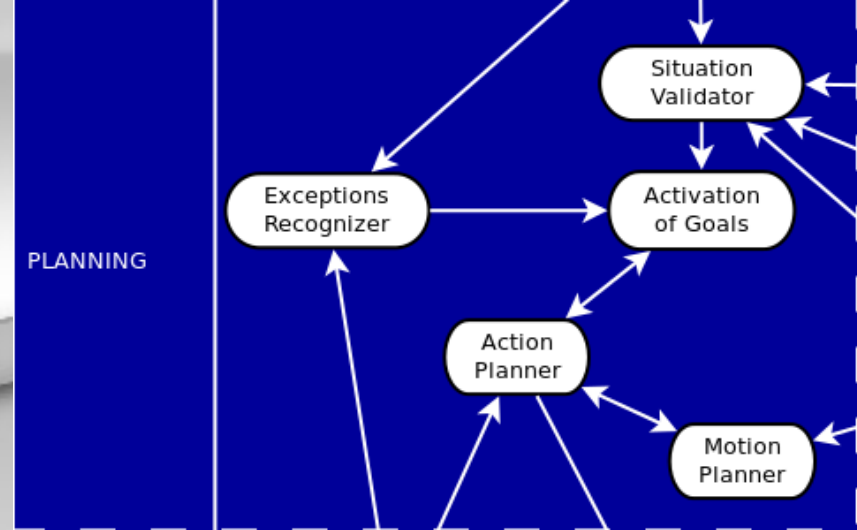 Situation
Validator
Exceptions
Recognizer
Activation
of Goals
PLANNING
Action
Planner
Motion
Planner